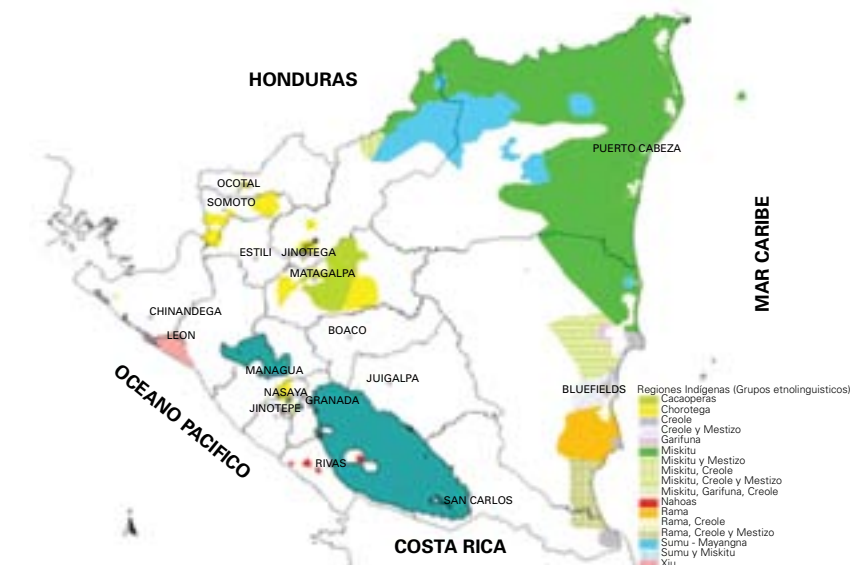 HONDURAS
PUERTO CABEZA
OCOTAL
SOMOTO
MAR CARIBE
ESTILI
JINOTEGA
MATAGALPA
CHINANDEGA
LEON
BOACO
MANAGUA
JUIGALPA
NASAYA
GRANADA
JINOTEPE
OCEANO PACIFICO
BLUEFIELDS
RIVAS
SAN CARLOS
COSTA RICA
Regiones Indígenas (Grupos etnolinguisticos)
Cacaoperas
Chorotega
Creole
Creole y Mestizo
Garifuna
Miskitu
Miskitu y Mestizo
Miskitu, Creole
Miskitu, Creole y Mestizo
Miskitu, Garifuna, Creole
Nahoas
Rama
Rama, Creole
Rama, Creole y Mestizo
Sumu - Mayangna
Sumu y Miskitu
Xiu